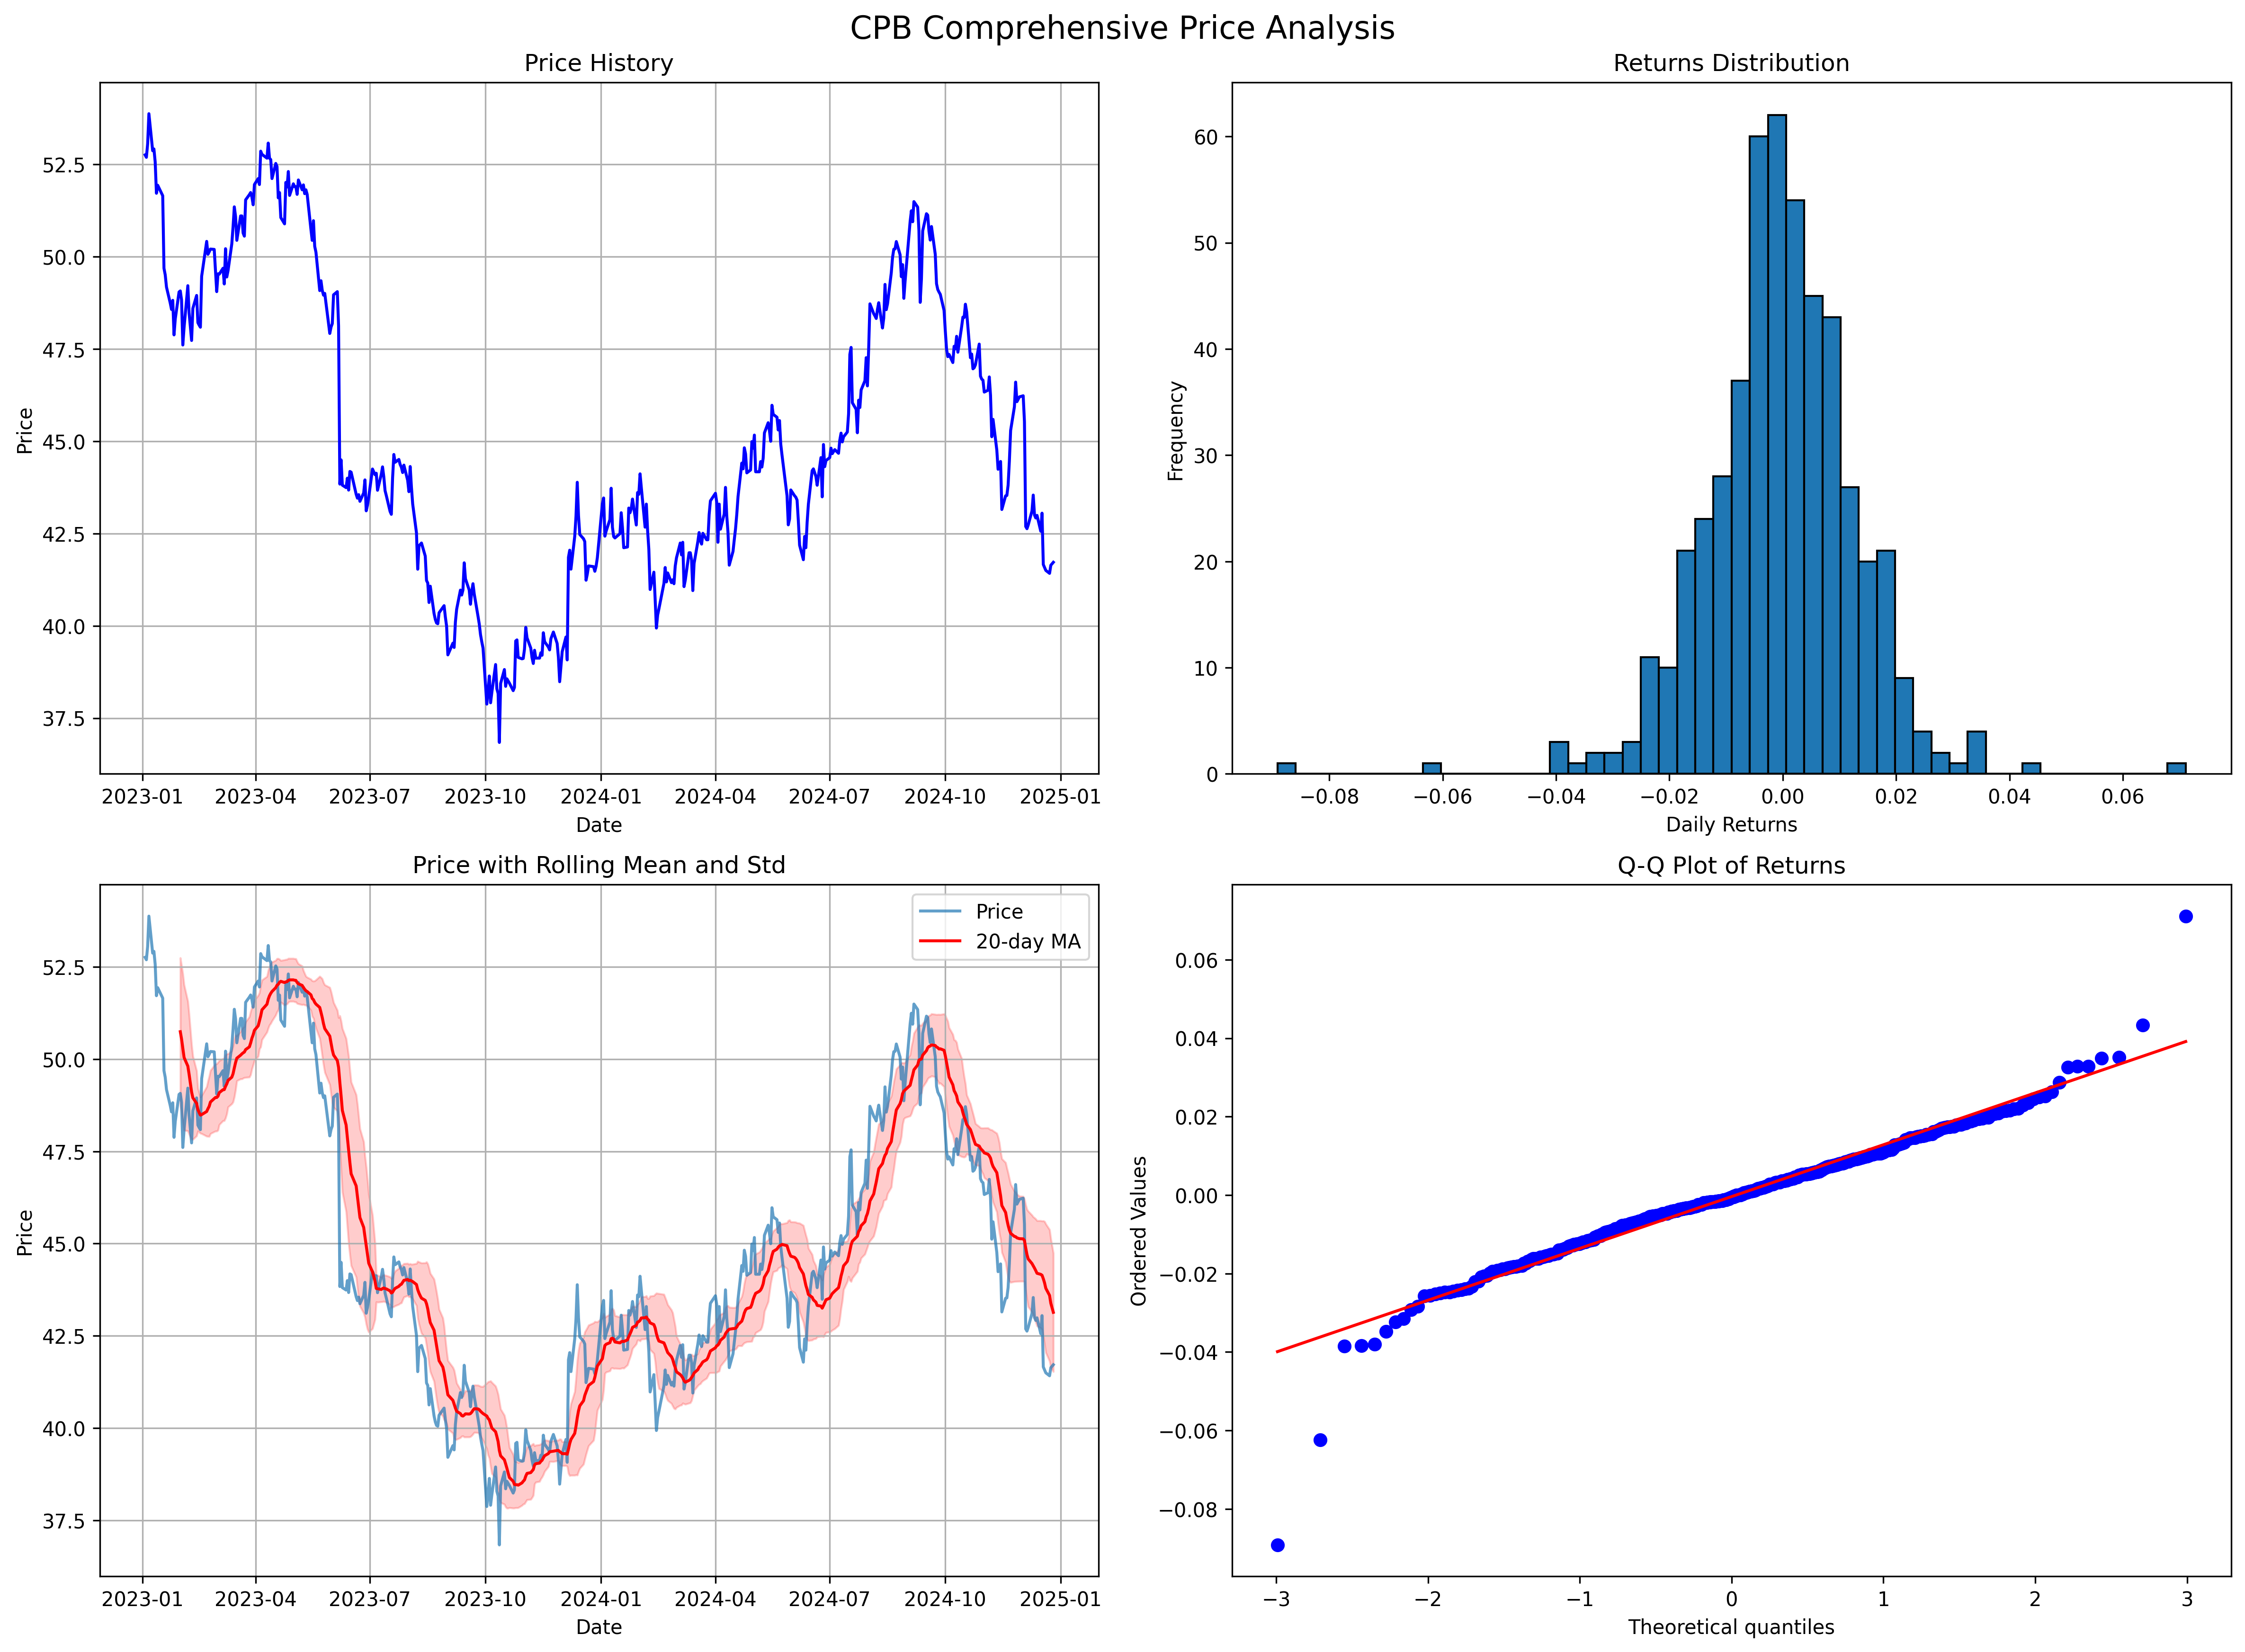 CPB Comprehensive Price Analysis
Price History
Price
52.5
50.0
47.5
45.0
42.5
40.0
37.5
2023-01 2023-04 2023-07 2023-10 2024-01 2024-04 2024-07 2024-10 2025-01
Date
Returns Distribution
Frequency
60
50
40
30
20
10
0
−0.08 −0.06 −0.04 −0.02 0.00 0.02 0.04 0.06
Daily Returns
Price with Rolling Mean and Std
Price
20-day MA
Price
52.5
50.0
47.5
45.0
42.5
40.0
37.5
2023-01 2023-04 2023-07 2023-10 2024-01 2024-04 2024-07 2024-10 2025-01
Date
Q-Q Plot of Returns
Ordered Values
0.06
0.04
0.02
0.00
−0.02
−0.04
−0.06
−0.08
−3 −2 −1 0 1 2 3
Theoretical quantiles